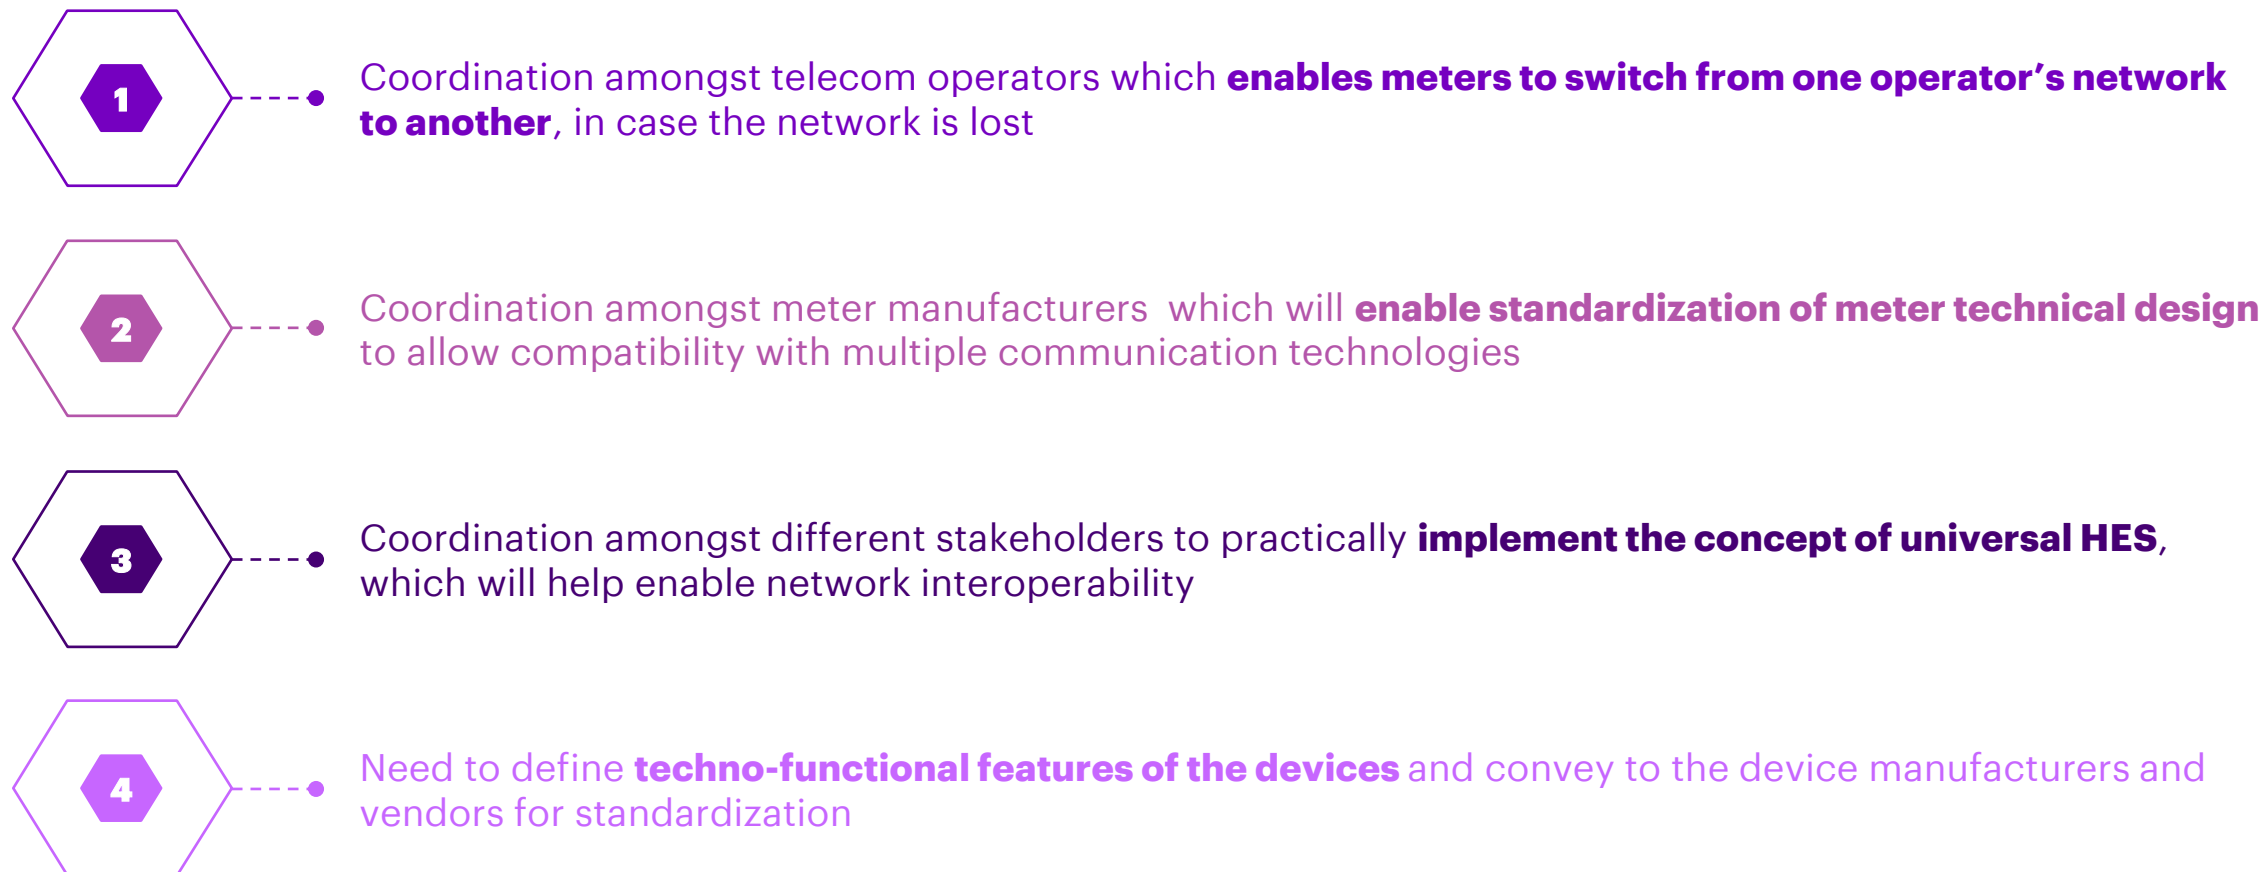 1
Coordination amongst telecom operators which enables meters to switch from one operator’s network
to another, in case the network is lost
2
Coordination amongst meter manufacturers  which will enable standardization of meter technical design
to allow compatibility with multiple communication technologies
3
Coordination amongst different stakeholders to practically implement the concept of universal HES,
which will help enable network interoperability
4
Need to define techno-functional features of the devices and convey to the device manufacturers and
vendors for standardization